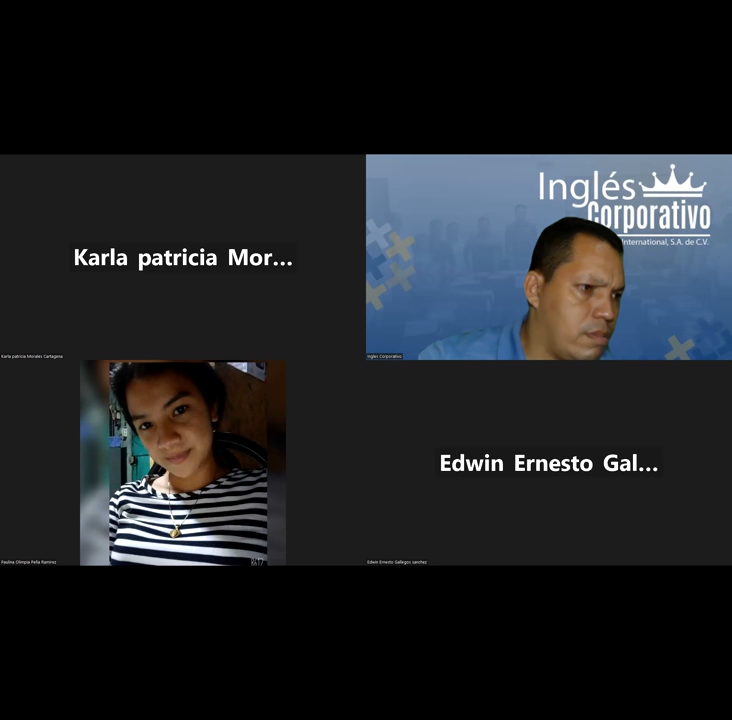 Karla patricia Mor...
Karla patricia Morales Cartagena
Inglés
Corporativo
International, S.A. de C.V.
Ingles Corporativo
Paulina Olimpia Peña Ramirez
Edwin Ernesto Gal...
Edwin Ernesto Gallegos sanchez